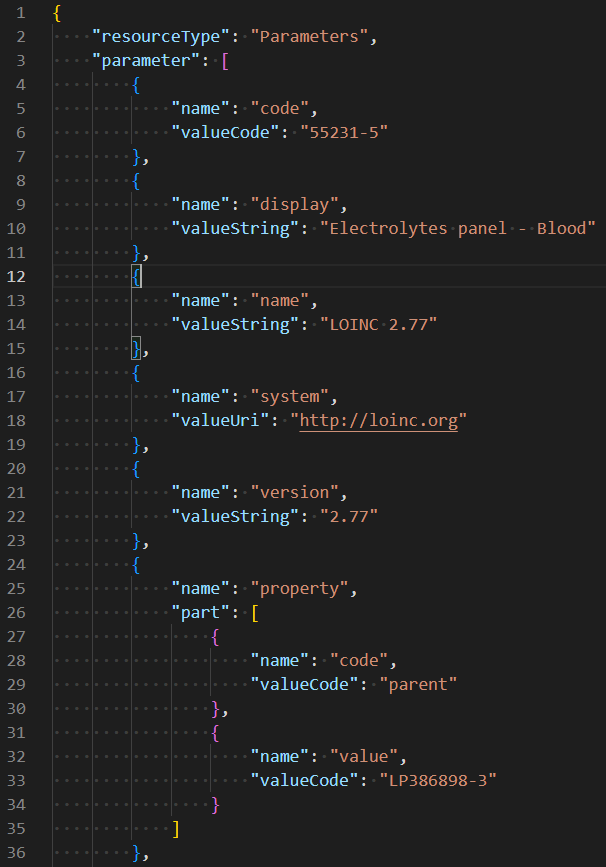 1 {
2 "resourceType": "Parameters",
3 "parameter": [
4 {
5 "name": "code",
6 "valueCode": "55231-5"
7 },
8 {
9 "name": "display",
10 "valueString": "Electrolytes panel - Blood"
11 },
12 {
13 "name": "name",
14 "valueString": "LOINC 2.77"
15 },
16 {
17 "name": "system",
18 "valueUri": "http://loinc.org"
19 },
20 {
21 "name": "version",
22 "valueString": "2.77"
23 },
24 {
25 "name": "property",
26 "part": [
27 {
28 "name": "code",
29 "valueCode": "parent"
30 },
31 {
32 "name": "value",
33 "valueCode": "LP386898-3"
34 }
35 ]
36 },